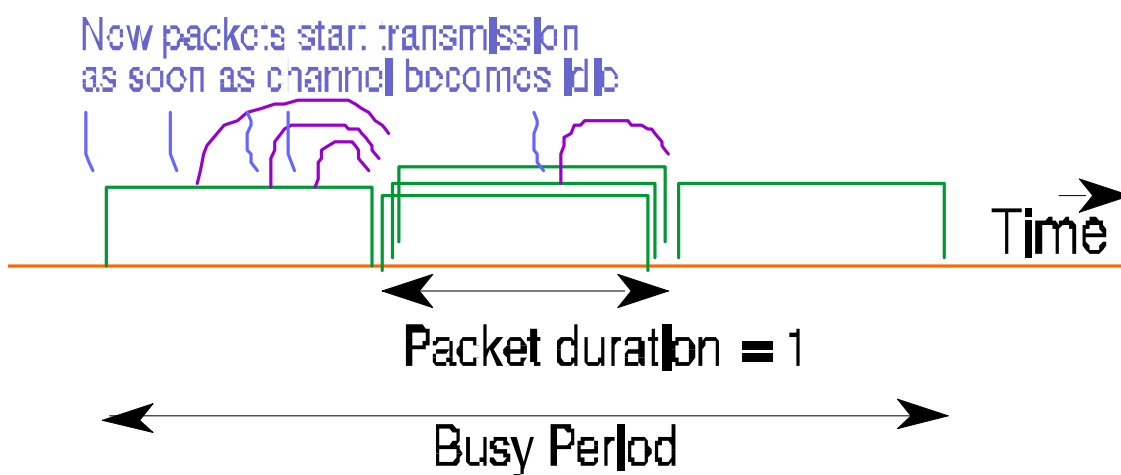 New packets start transmission
as soon as channel becomes idle
Time
Packet duration = 1
Busy Period